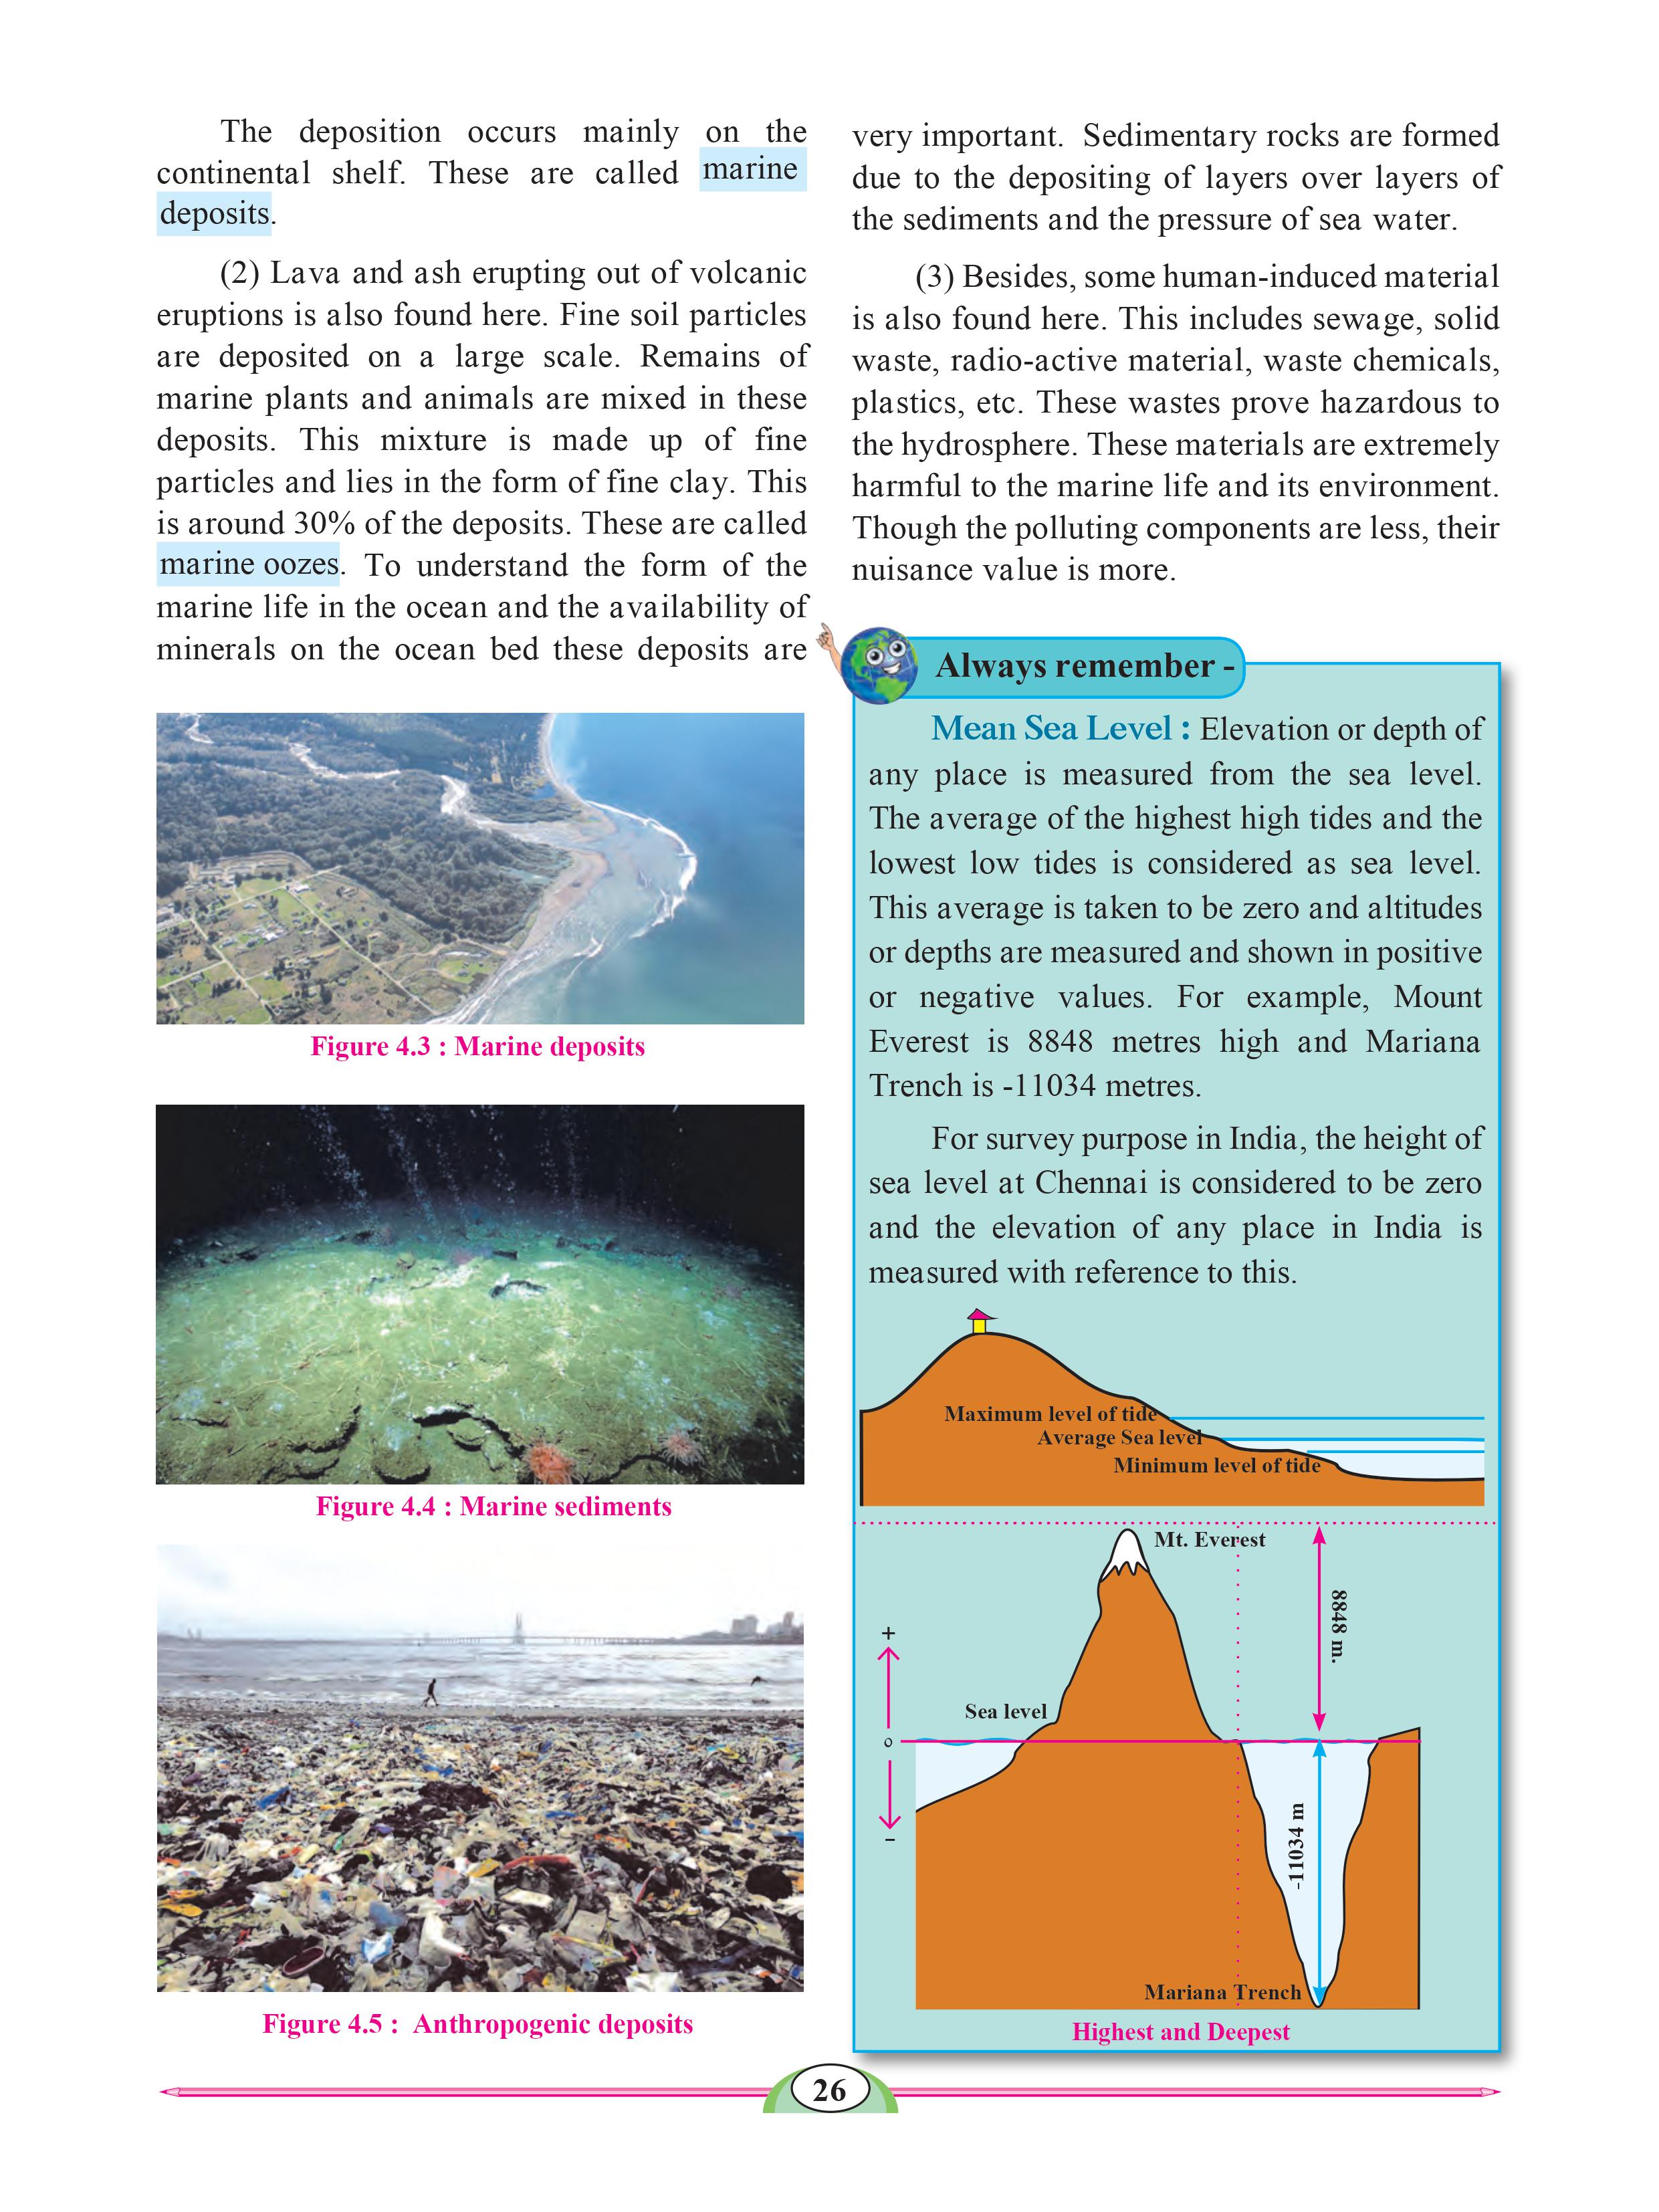 The deposition occurs mainly on the
continental shelf. These are called marine
deposits.
(2) Lava and ash erupting out of volcanic
eruptions is also found here. Fine soil particles
are deposited on a large scale. Remains of
marine plants and animals are mixed in these
deposits. This mixture is made up of fine
particles and lies in the form of fine clay. This
is around 30% of the deposits. These are called
marine oozes. To understand the form of the
marine life in the ocean and the availability of
minerals on the ocean bed these deposits are
Figure 4.3 : Marine deposits
Figure 4.4 : Marine sediments
Figure 4.5 : Anthropogenic deposits
very important. Sedimentary rocks are formed
due to the depositing of layers over layers of
the sediments and the pressure of sea water.
(3) Besides, some human-induced material
is also found here. This includes sewage, solid
waste, radio-active material, waste chemicals,
plastics, etc. These wastes prove hazardous to
the hydrosphere. These materials are extremely
harmful to the marine life and its environment.
Though the polluting components are less, their
nuisance value is more.
Always remember -
Mean Sea Level : Elevation or depth of
any place is measured from the sea level.
The average of the highest high tides and the
lowest low tides is considered as sea level.
This average is taken to be zero and altitudes
or depths are measured and shown in positive
or negative values. For example, Mount
Everest is 8848 metres high and Mariana
Trench is -11034 metres.
For survey purpose in India, the height of
sea level at Chennai is considered to be zero
and the elevation of any place in India is
measured with reference to this.
Maximum level of tide
Average Sea level
Minimum level of tide
Mt. Everest
8848 m.
+
Sea level
o
-
-11034 m
Mariana Trench
Highest and Deepest
26